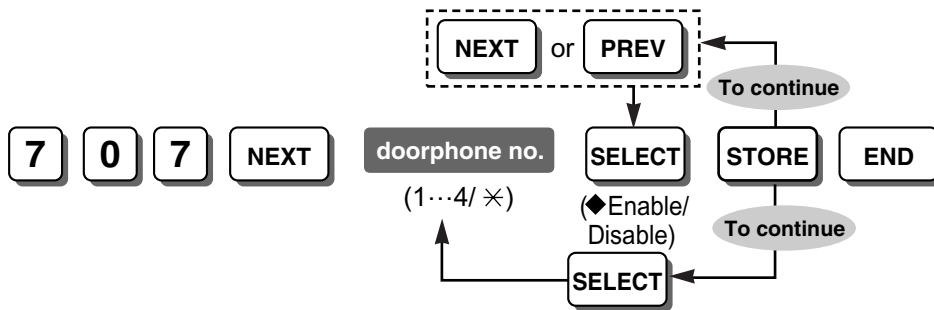 NEXT or PREV
To continue
7 0 7 NEXT doorphone no. SELECT STORE END
(1···4/ ✳)
(◆Enable/
Disable)
To continue
SELECT